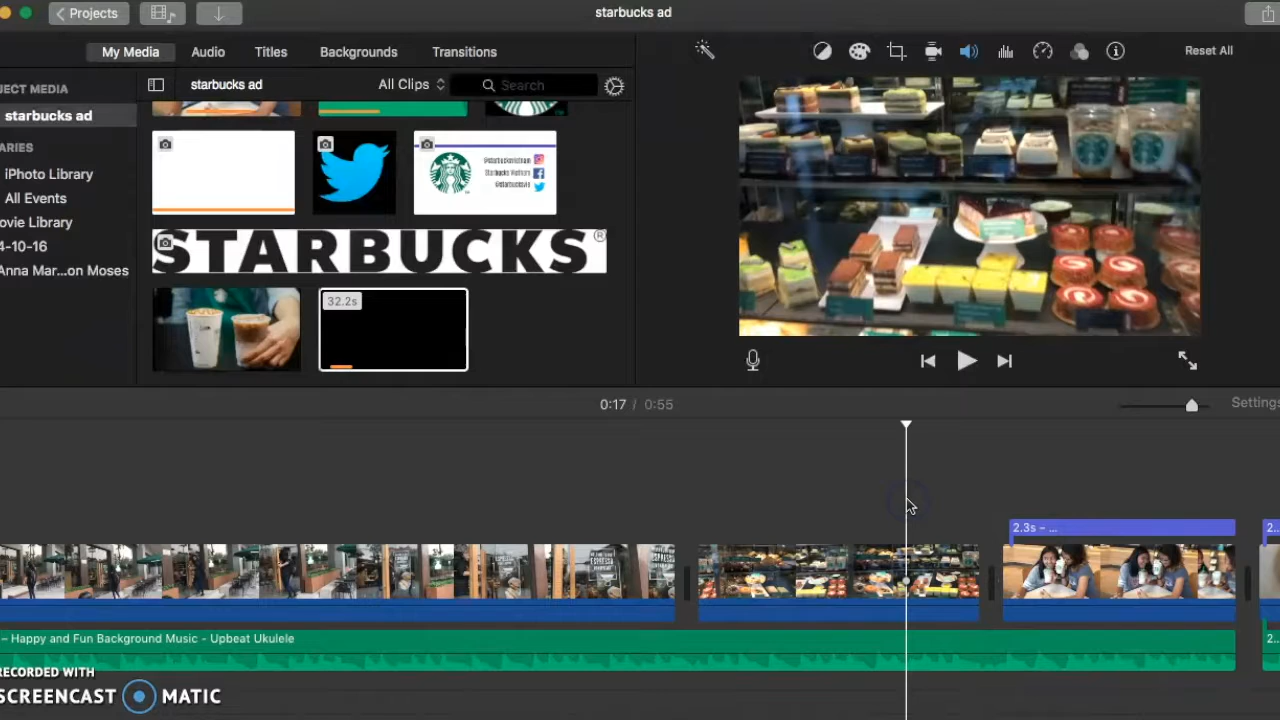 Projects
starbucks ad
My Media Audio Titles Backgrounds Transitions
Reset All
JECT MEDIA
starbucks ad
All Clips
Search
starbucks ad
ARIES
iPhoto Library
All Events
ovie Library
4-10-16
Anna Mar...on Moses
STARBUCKS®
32.2s
0:17 / 0:55
Settings
2.3s – ...
2..
– Happy and Fun Background Music - Upbeat Ukulele
2..
RECORDED WITH
SCREENCAST MATIC